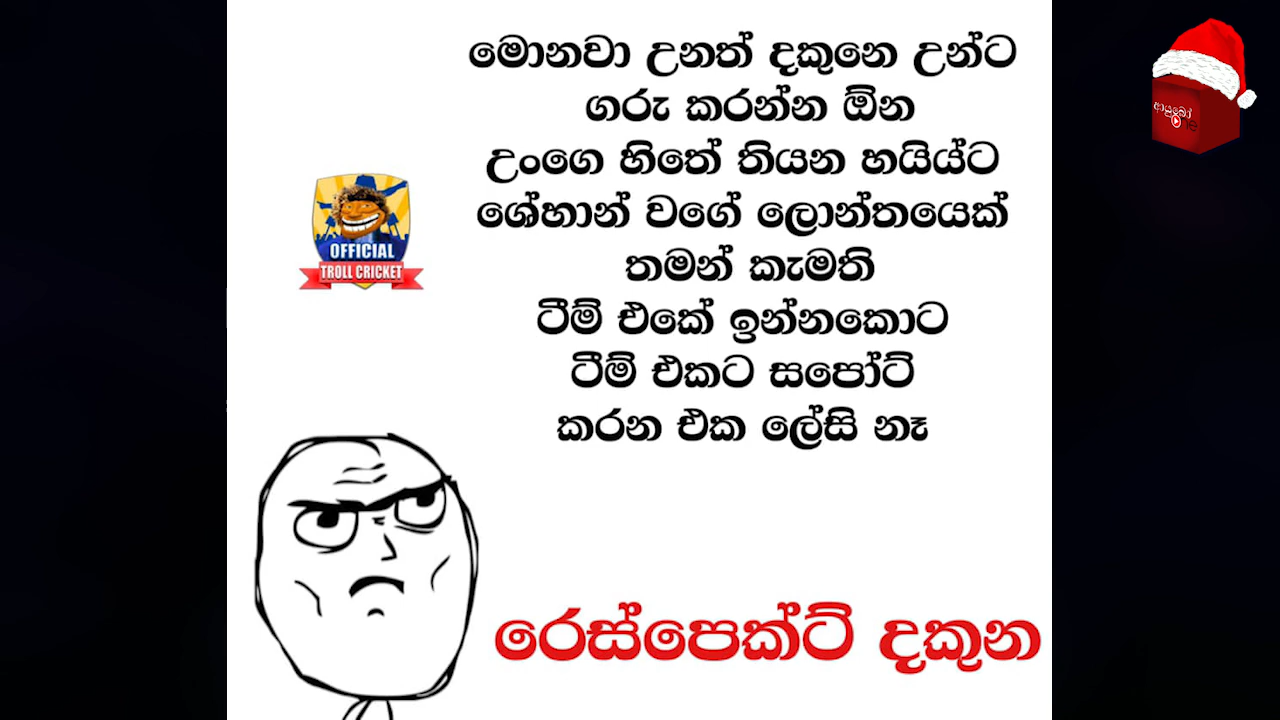 මොනවා උනත් දකුනෙ උන්ට
ගරු කරන්න ඕන
උංගෙ හිතේ තියන හයිය්ට
ශේහාන් වගේ ලොන්තයෙක්
තමන් කැමති
ටීම් එකේ ඉන්නකොට
ටීම් එකට සපෝට්
කරන එක ලේසි නෑ
OFFICIAL
TROLL CRICKET
රෙස්පෙක්ට් දකුන
ආයුබෝ